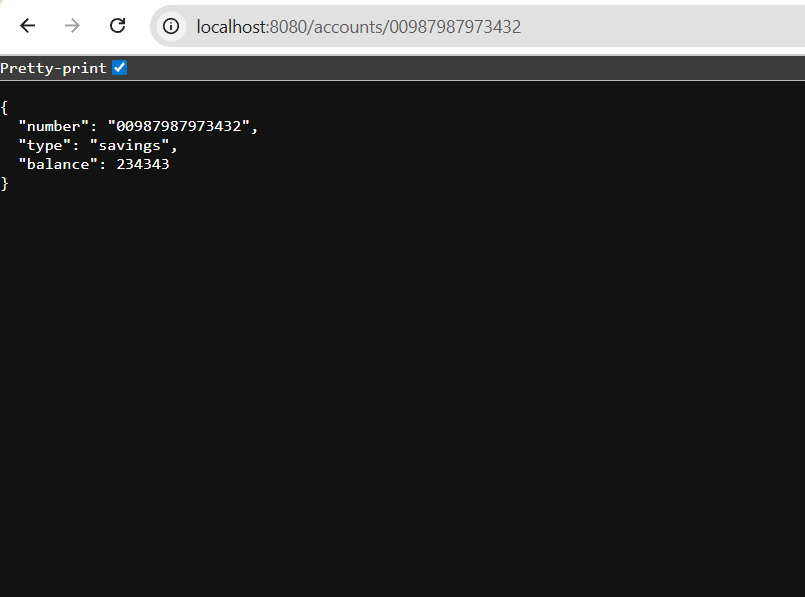 localhost:8080/accounts/00987987973432
Pretty-print
{
  "number": "00987987973432",
  "type": "savings",
  "balance": 234343
}